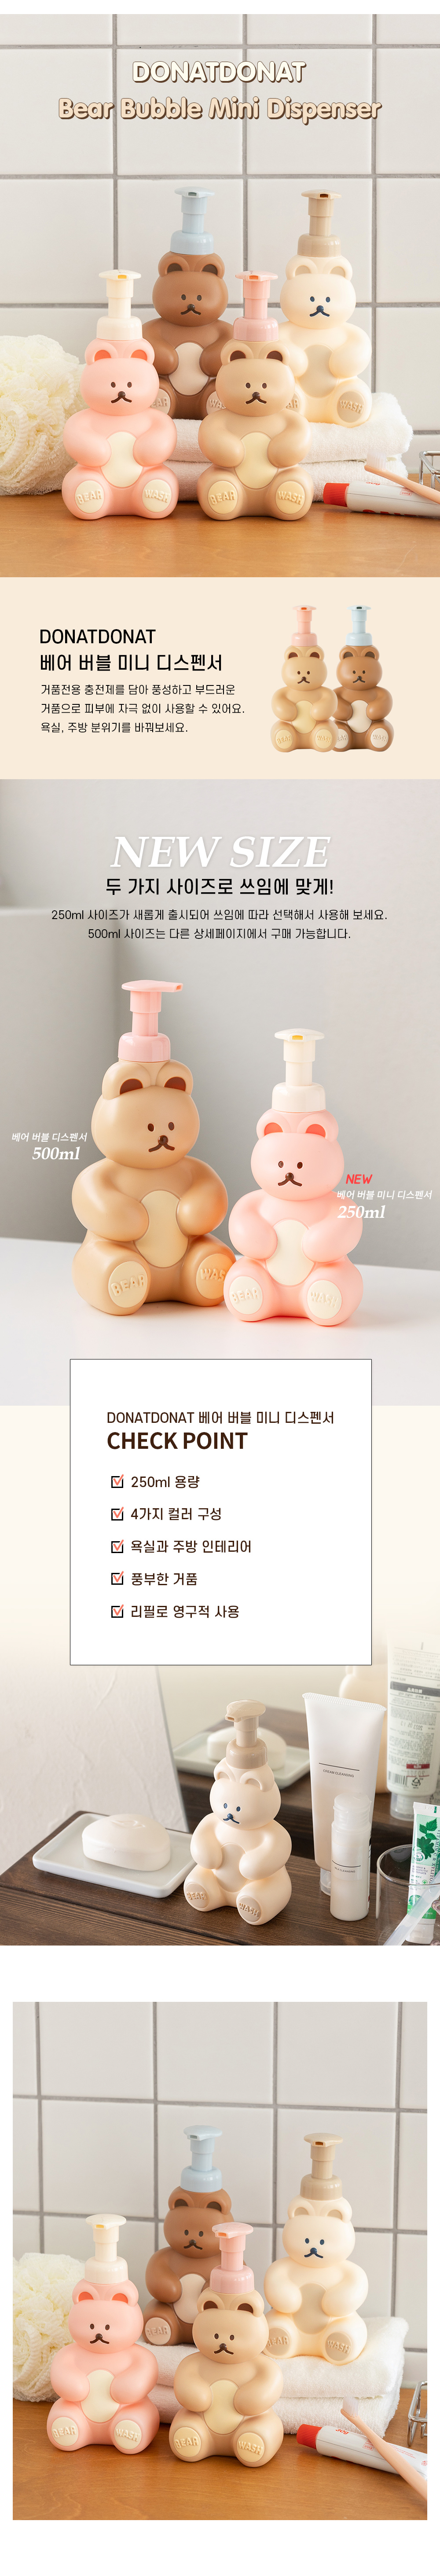 DONATDONAT
Bear Bubble Mini Dispenser
BEAR
WASH
BEAR
WASH
WASH
DONATDONAT
베어 버블 미니 디스펜서
거품전용 충전제를 담아 풍성하고 부드러운
거품으로 피부에 자극 없이 사용할 수 있어요.
욕실, 주방 분위기를 바꿔보세요.
NEW SIZE
두 가지 사이즈로 쓰임에 맞게!
250ml 사이즈가 새롭게 출시되어 쓰임에 따라 선택해서 사용해 보세요.
500ml 사이즈는 다른 상세페이지에서 구매 가능합니다.
베어 버블 디스펜서
500ml
NEW
베어 버블 미니 디스펜서
250ml
BEAR
WASH
BEAR
WASH
DONATDONAT 베어 버블 미니 디스펜서
CHECK POINT
250ml 용량
4가지 컬러 구성
욕실과 주방 인테리어
풍부한 거품
리필로 영구적 사용
BEAR
WASH
BEAR
WASH
BEAR
WASH
BEAR
WASH